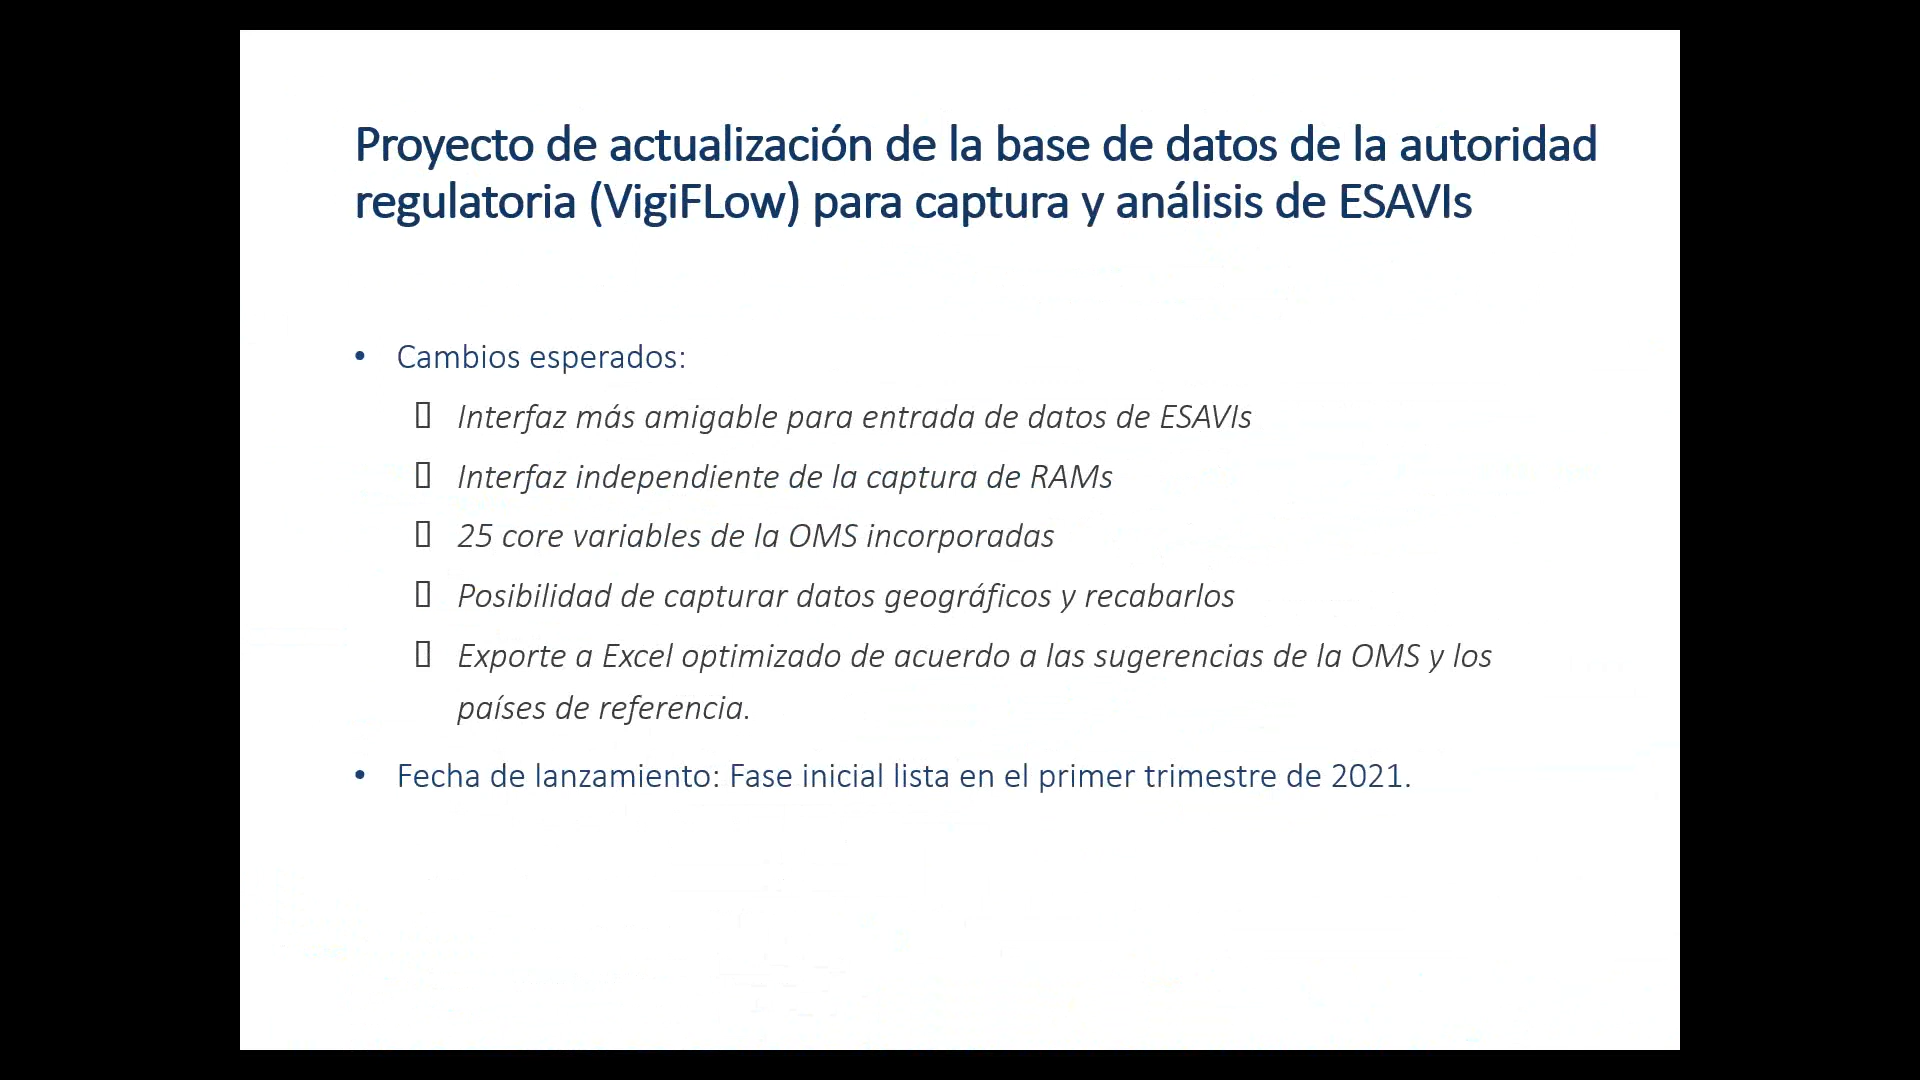 Proyecto de actualización de la base de datos de la autoridad
regulatoria (VigiFLow) para captura y análisis de ESAVIs
• Cambios esperados:
▯ Interfaz más amigable para entrada de datos de ESAVIs
▯ Interfaz independiente de la captura de RAMs
▯ 25 core variables de la OMS incorporadas
▯ Posibilidad de capturar datos geográficos y recabarlos
▯ Exporte a Excel optimizado de acuerdo a las sugerencias de la OMS y los
países de referencia.
• Fecha de lanzamiento: Fase inicial lista en el primer trimestre de 2021.